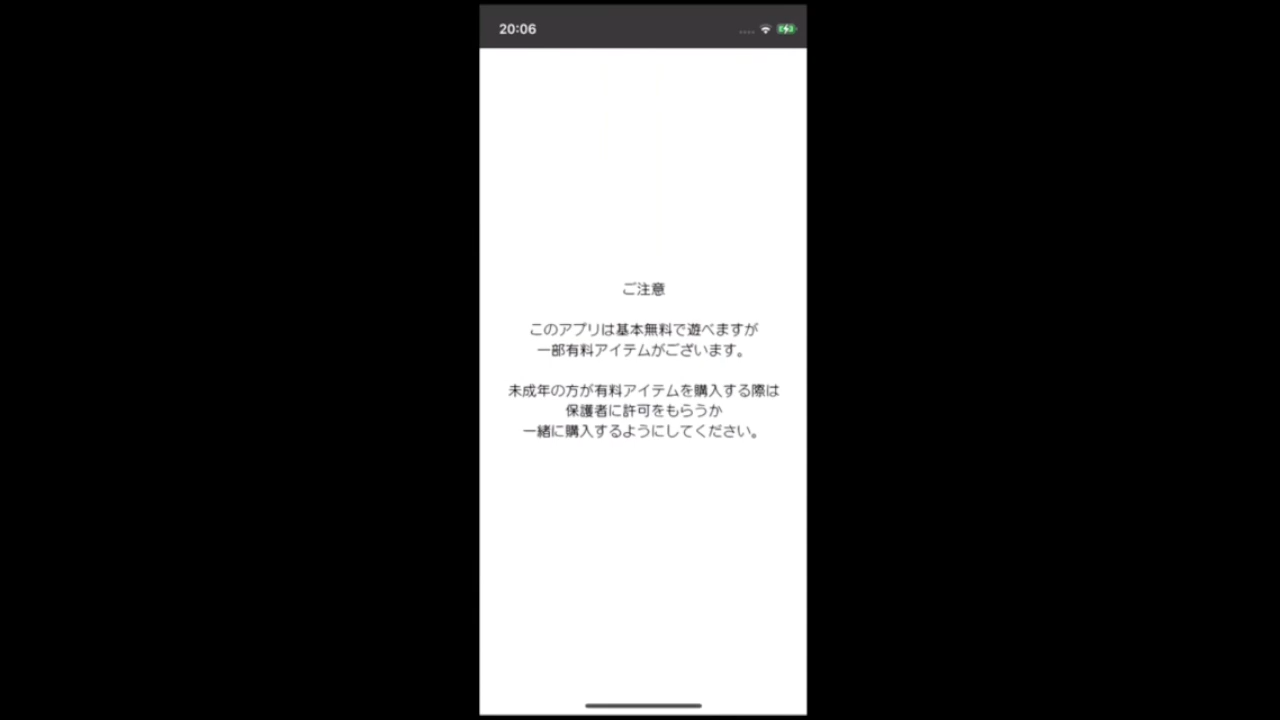 20:06
ご注意
このアプリは基本無料で遊べますが
一部有料アイテムがございます。
未成年の方が有料アイテムを購入する際は
保護者に許可をもらうか
一緒に購入するようにしてください。